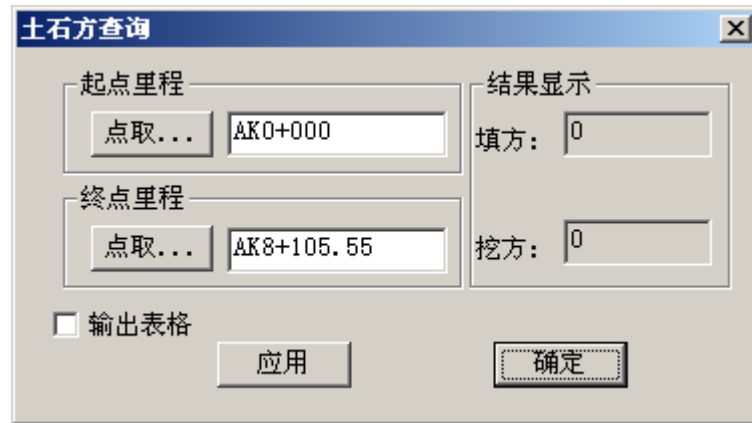 土石方查询
起点里程
点取... AK0+000
终点里程
点取... AK8+105.55
结果显示
填方: 0
挖方: 0
输出表格
应用 确定